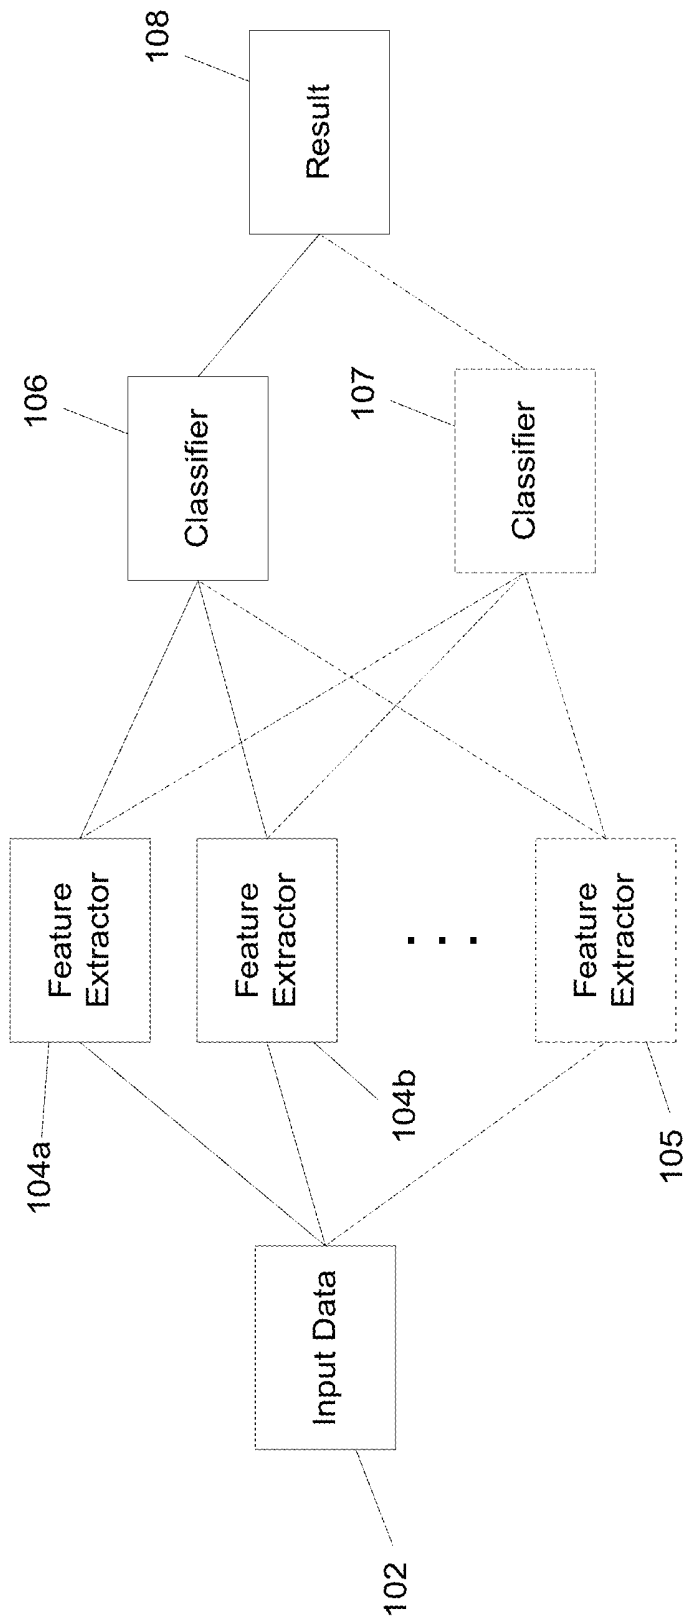 104a
Feature
Extractor
102
Input Data
104b
Feature
Extractor
. . .
105
Feature
Extractor
106
Classifier
107
Classifier
108
Result